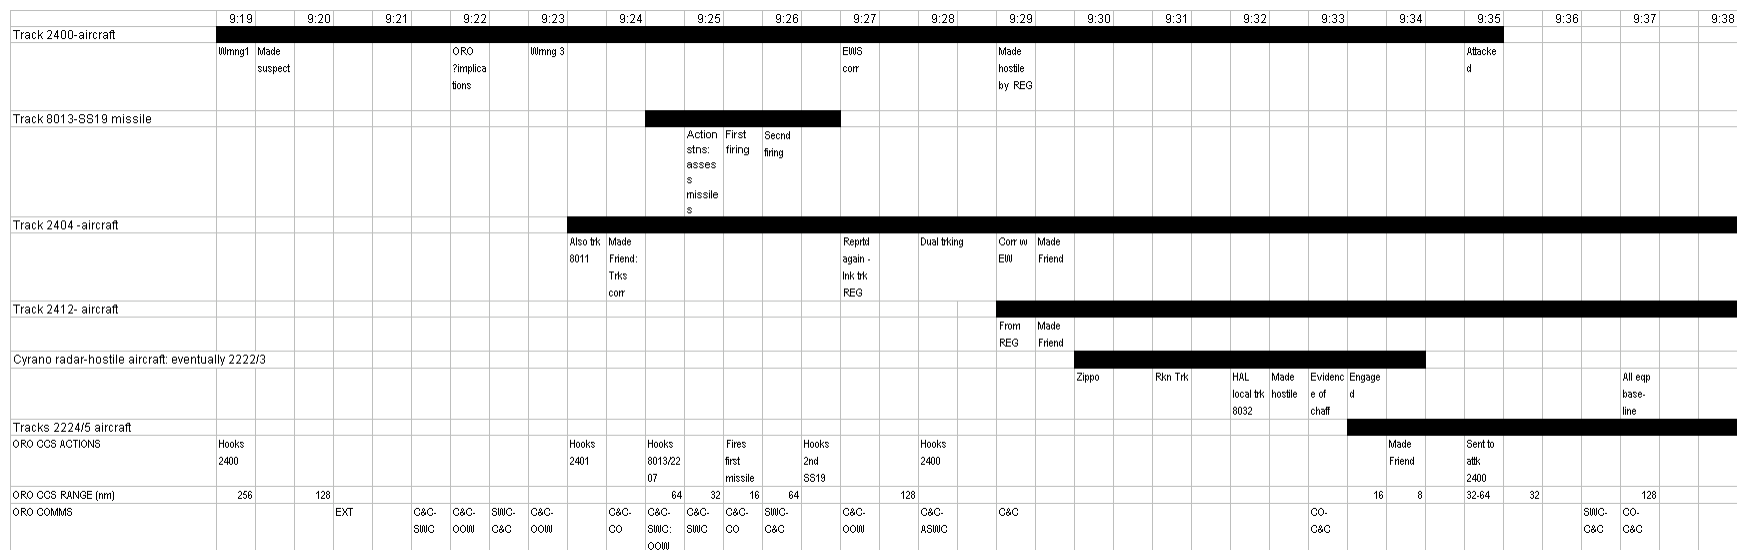 9:19 9:20 9:21 9:22 9:23 9:24 9:25 9:26 9:27 9:28 9:29 9:30 9:31 9:32 9:33 9:34 9:35 9:36 9:37 9:38
Track 2400-aircraft
Wrnng1 Made ORO Wrnng 3 EWS Made Attacke
suspect ?implica corr hostile d
tions by REG
Track 8013-SS19 missile
Action First Secnd
stns: firing firing
asses
s
missile
s
Track 2404 -aircraft
Also trk Made Reprtd Dual trking Corr w Made
8011 Friend: again - EW Friend
Trks lnk trk
corr REG
Track 2412- aircraft
From Made
REG Friend
Cyrano radar-hostile aircraft: eventually 2222/3
Zippo Rkn Trk HAL Made Evidenc Engage All eqp
local trk hostile e of d base-
8032 chaff line
Tracks 2224/5 aircraft
ORO CCS ACTIONS Hooks Hooks Hooks Fires Hooks Hooks Made Sent to
2400 2401 8013/22 first 2nd 2400 Friend attk
07 missile SS19 2400
ORO CCS RANGE (nm) 256 128 64 32 16 64 128 16 8 32-64 32 128
ORO COMMS EXT C&C- C&C- SWC- C&C- C&C- C&C- C&C- C&C- SWC- C&C- C&C- C&C CO- SWC- CO-
SWC OOW C&C OOW CO SWC: SWC CO C&C OOW ASWC C&C C&C C&C
OOW